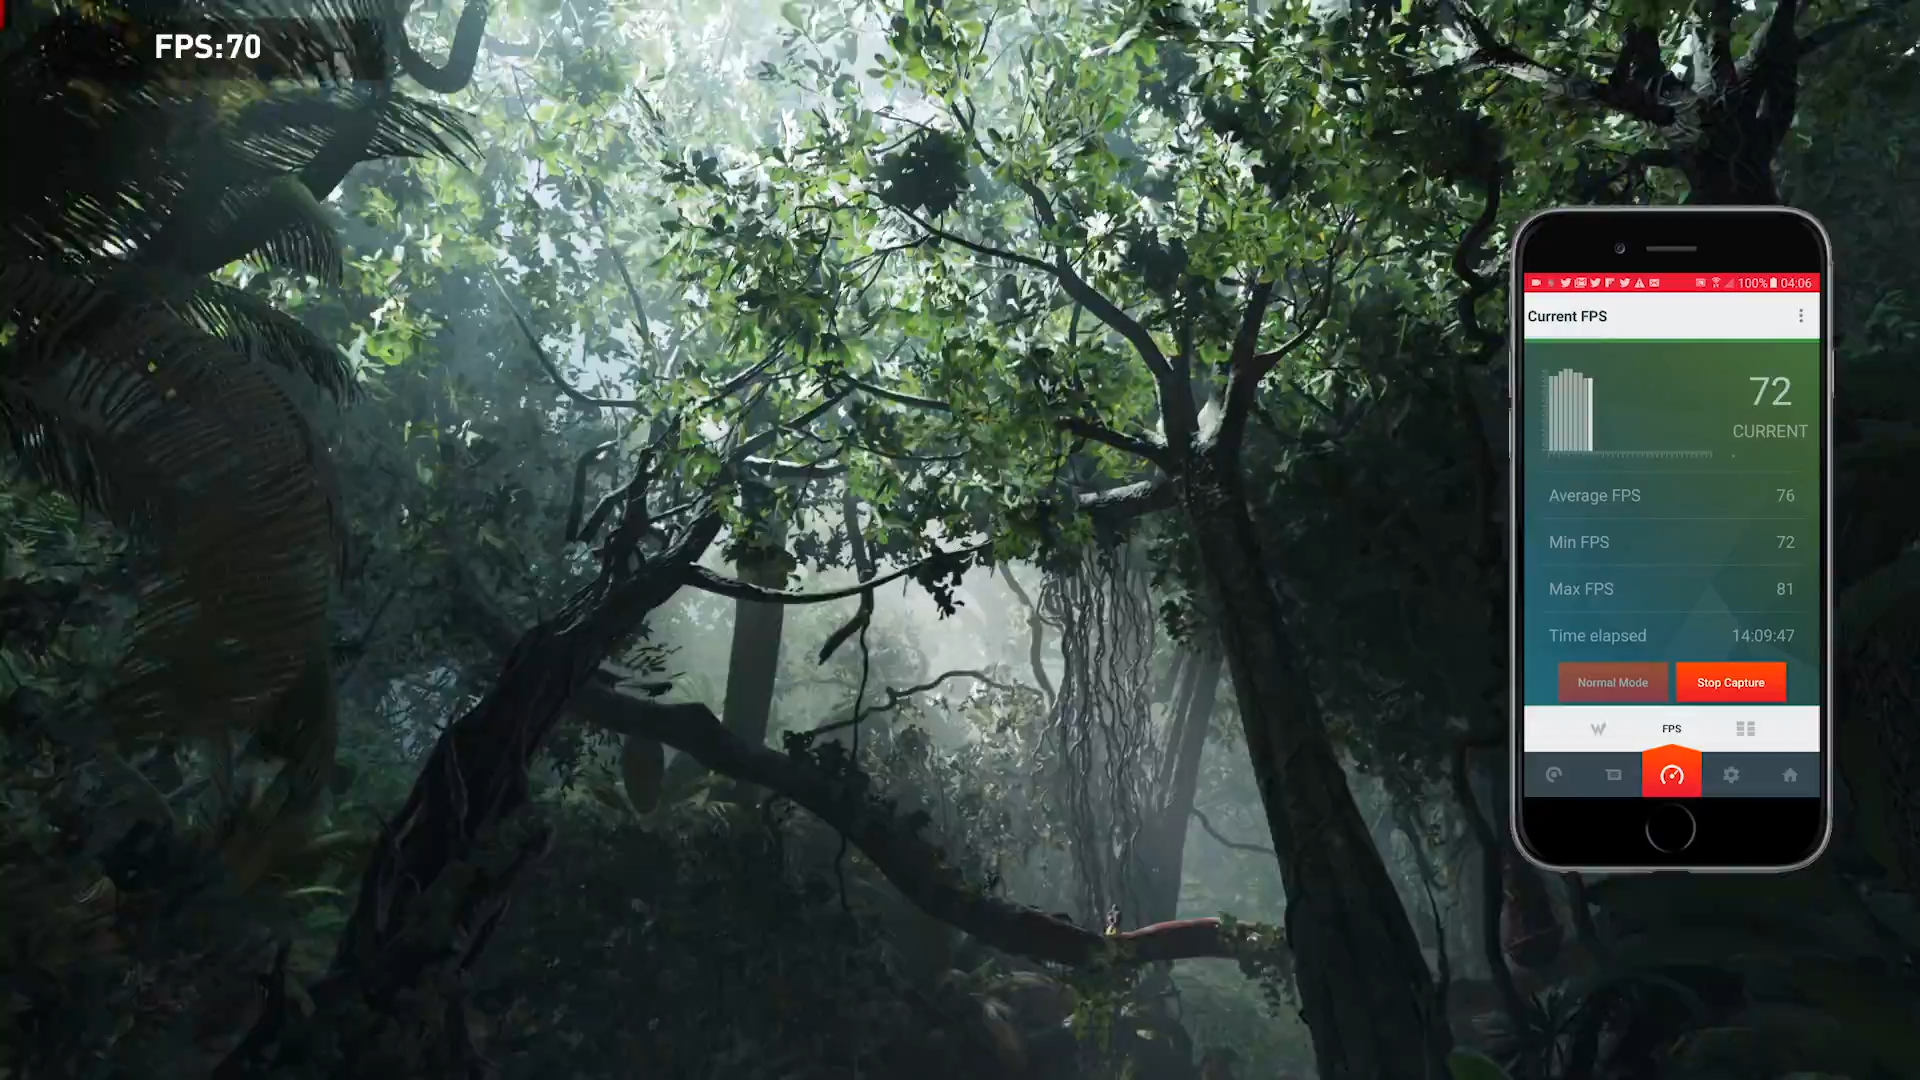 FPS:70
100% 04:06
Current FPS
72
CURRENT
Average FPS 76
Min FPS 72
Max FPS 81
Time elapsed 14:09:47
Normal Mode Stop Capture
FPS